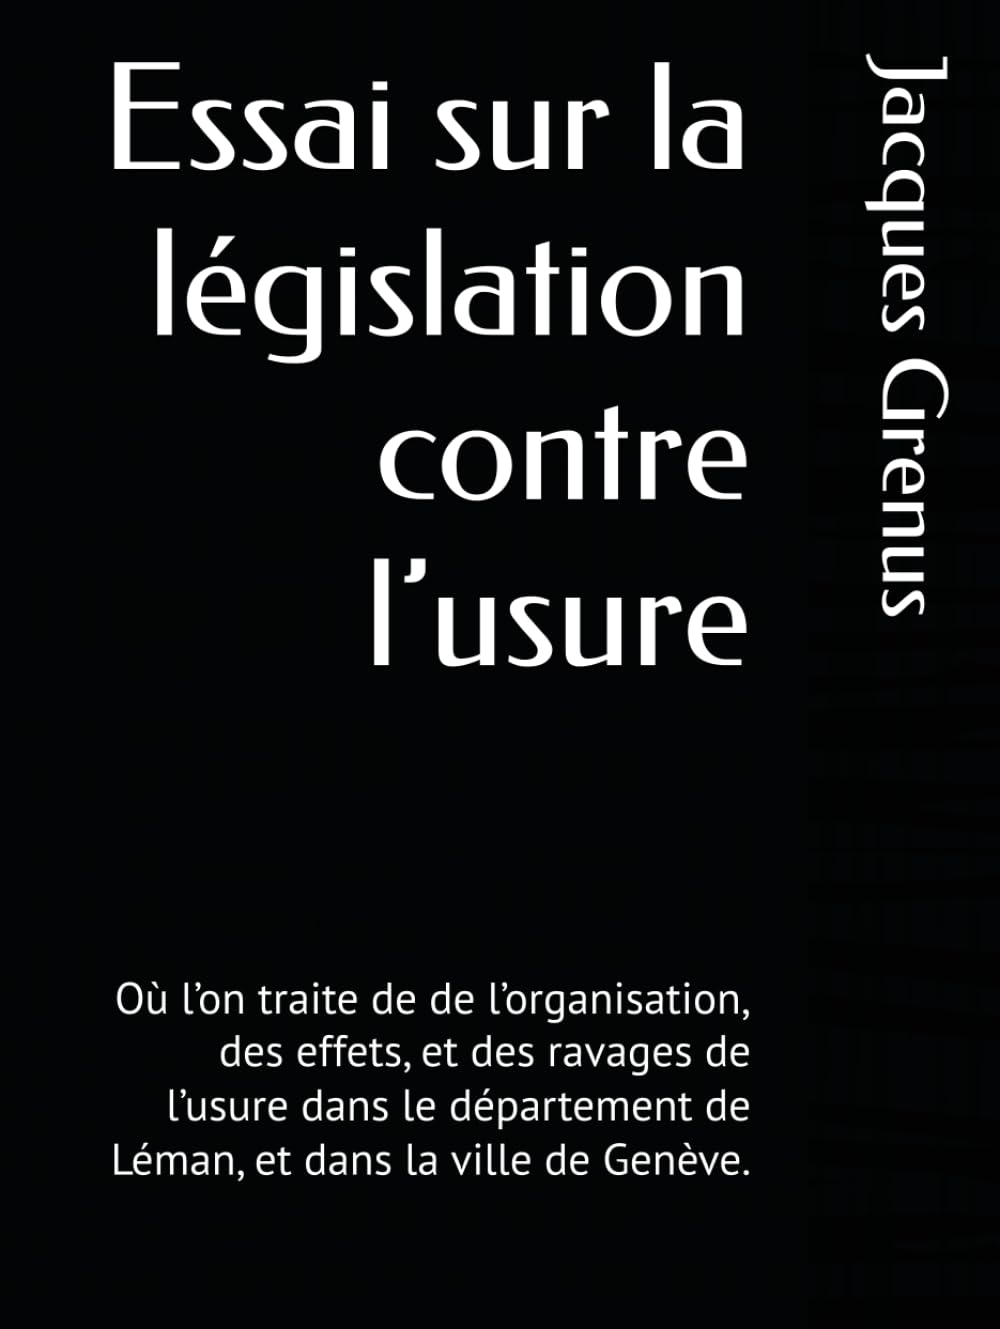 Essai sur la
législation
contre
l’usure
Jacques Grenus
Où l’on traite de de l’organisation,
des effets, et des ravages de
l’usure dans le département de
Léman, et dans la ville de Genève.